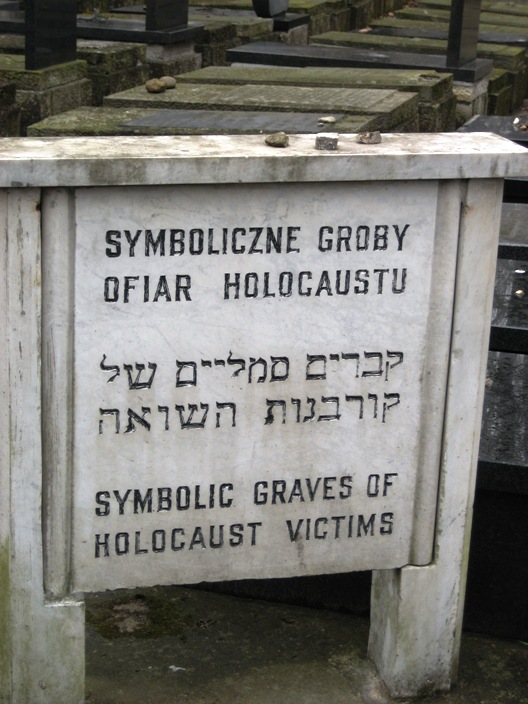 SYMBOLICZNE GROBY
OFIAR HOLOCAUSTU
קברים סמליים של
קורבנות השואה
SYMBOLIC GRAVES OF
HOLOCAUST VICTIMS